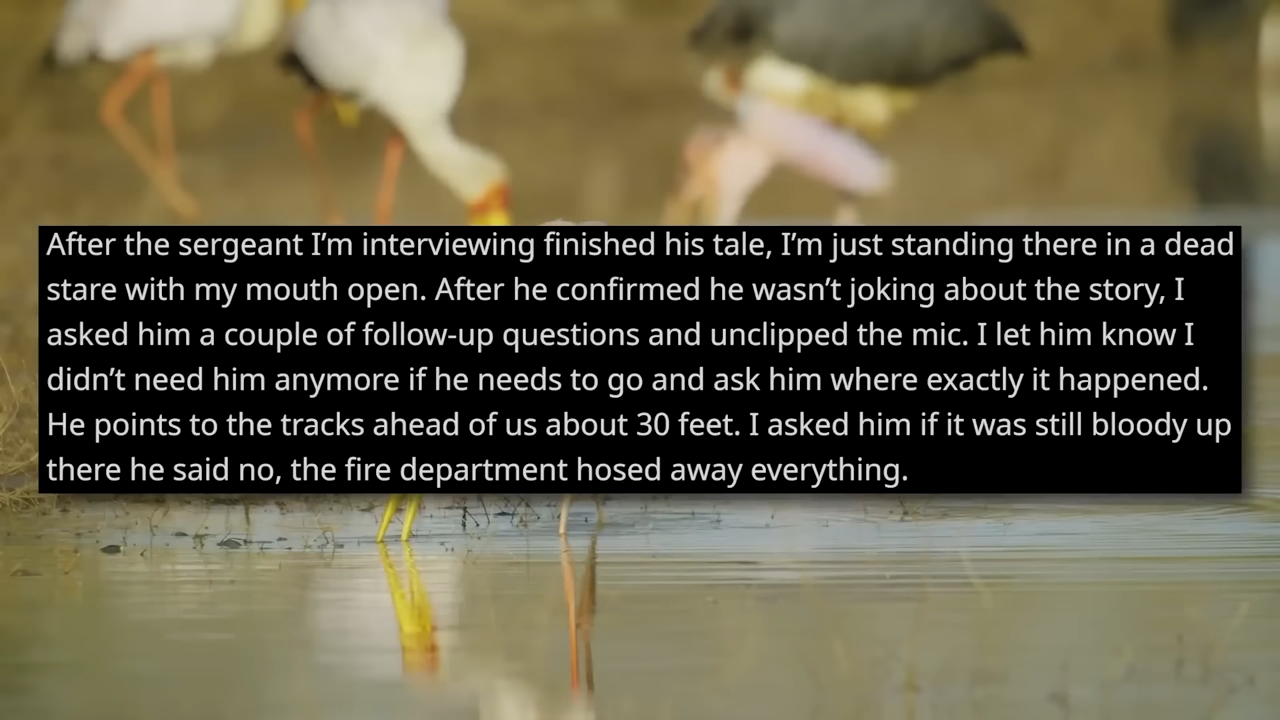 After the sergeant I’m interviewing finished his tale, I’m just standing there in a dead
stare with my mouth open. After he confirmed he wasn’t joking about the story, I
asked him a couple of follow-up questions and unclipped the mic. I let him know I
didn’t need him anymore if he needs to go and ask him where exactly it happened.
He points to the tracks ahead of us about 30 feet. I asked him if it was still bloody up
there he said no, the fire department hosed away everything.